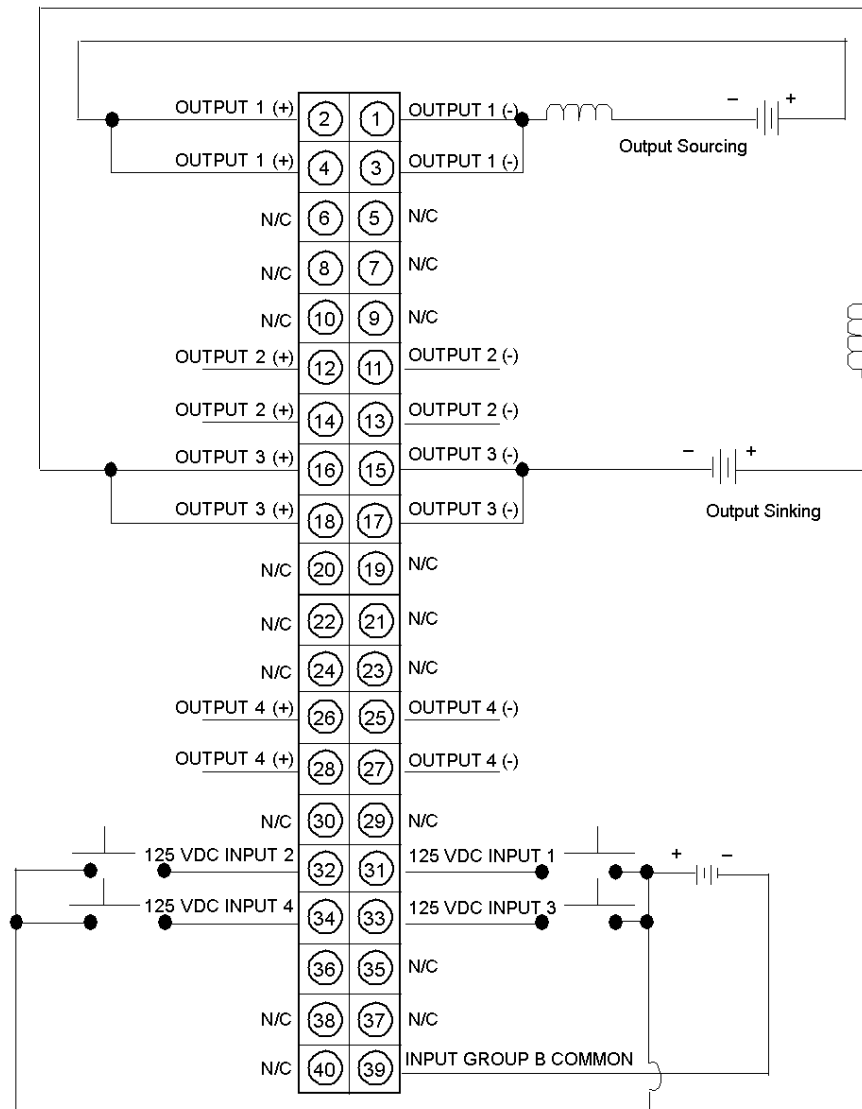 OUTPUT 1 (+) 2 1 OUTPUT 1 (-) - +
Output Sourcing
OUTPUT 1 (+) 4 3 OUTPUT 1 (-)
N/C 6 5 N/C
N/C 8 7 N/C
N/C 10 9 N/C
OUTPUT 2 (+) 12 11 OUTPUT 2 (-)
OUTPUT 2 (+) 14 13 OUTPUT 2 (-)
OUTPUT 3 (+) 16 15 OUTPUT 3 (-) - +
Output Sinking
OUTPUT 3 (+) 18 17 OUTPUT 3 (-)
N/C 20 19 N/C
N/C 22 21 N/C
N/C 24 23 N/C
OUTPUT 4 (+) 26 25 OUTPUT 4 (-)
OUTPUT 4 (+) 28 27 OUTPUT 4 (-)
N/C 30 29 N/C
125 VDC INPUT 2 32 31 125 VDC INPUT 1 + -
125 VDC INPUT 4 34 33 125 VDC INPUT 3
36 35 N/C
N/C 38 37 N/C
N/C 40 39 INPUT GROUP B COMMON